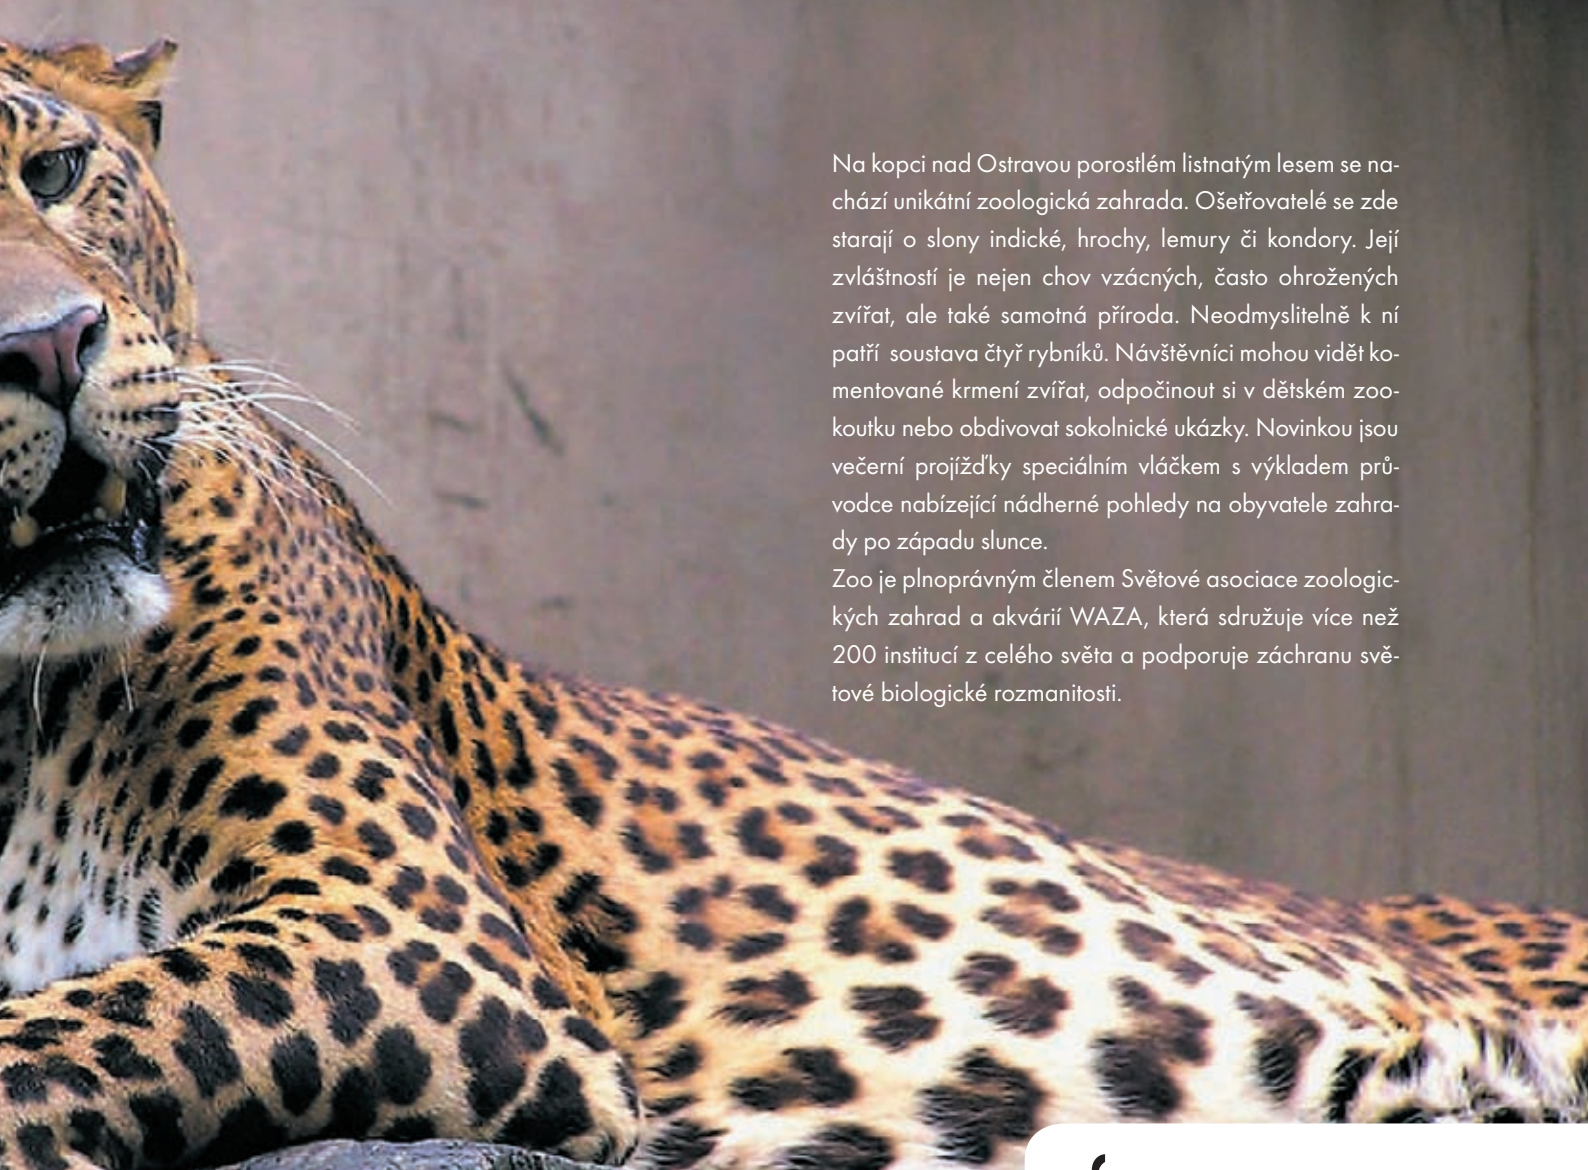 Na kopci nad Ostravou porostlém listnatým lesem se na-
chází unikátní zoologická zahrada. Ošetřovatelé se zde
starají o slony indické, hrochy, lemury či kondory. Její
zvláštností je nejen chov vzácných, často ohrožených
zvířat, ale také samotná příroda. Neodmyslitelně k ní
patří soustava čtyř rybníků. Návštěvníci mohou vidět ko-
mentované krmení zvířat, odpočinout si v dětském zoo-
koutku nebo obdivovat sokolnické ukázky. Novinkou jsou
večerní projížďky speciálním vláčkem s výkladem prů-
vodce nabízející nádherné pohledy na obyvatele zahra-
dy po západu slunce.
Zoo je plnoprávným členem Světové asociace zoologic-
kých zahrad a akvárií WAZA, která sdružuje více než
200 institucí z celého světa a podporuje záchranu svě-
tové biologické rozmanitosti.